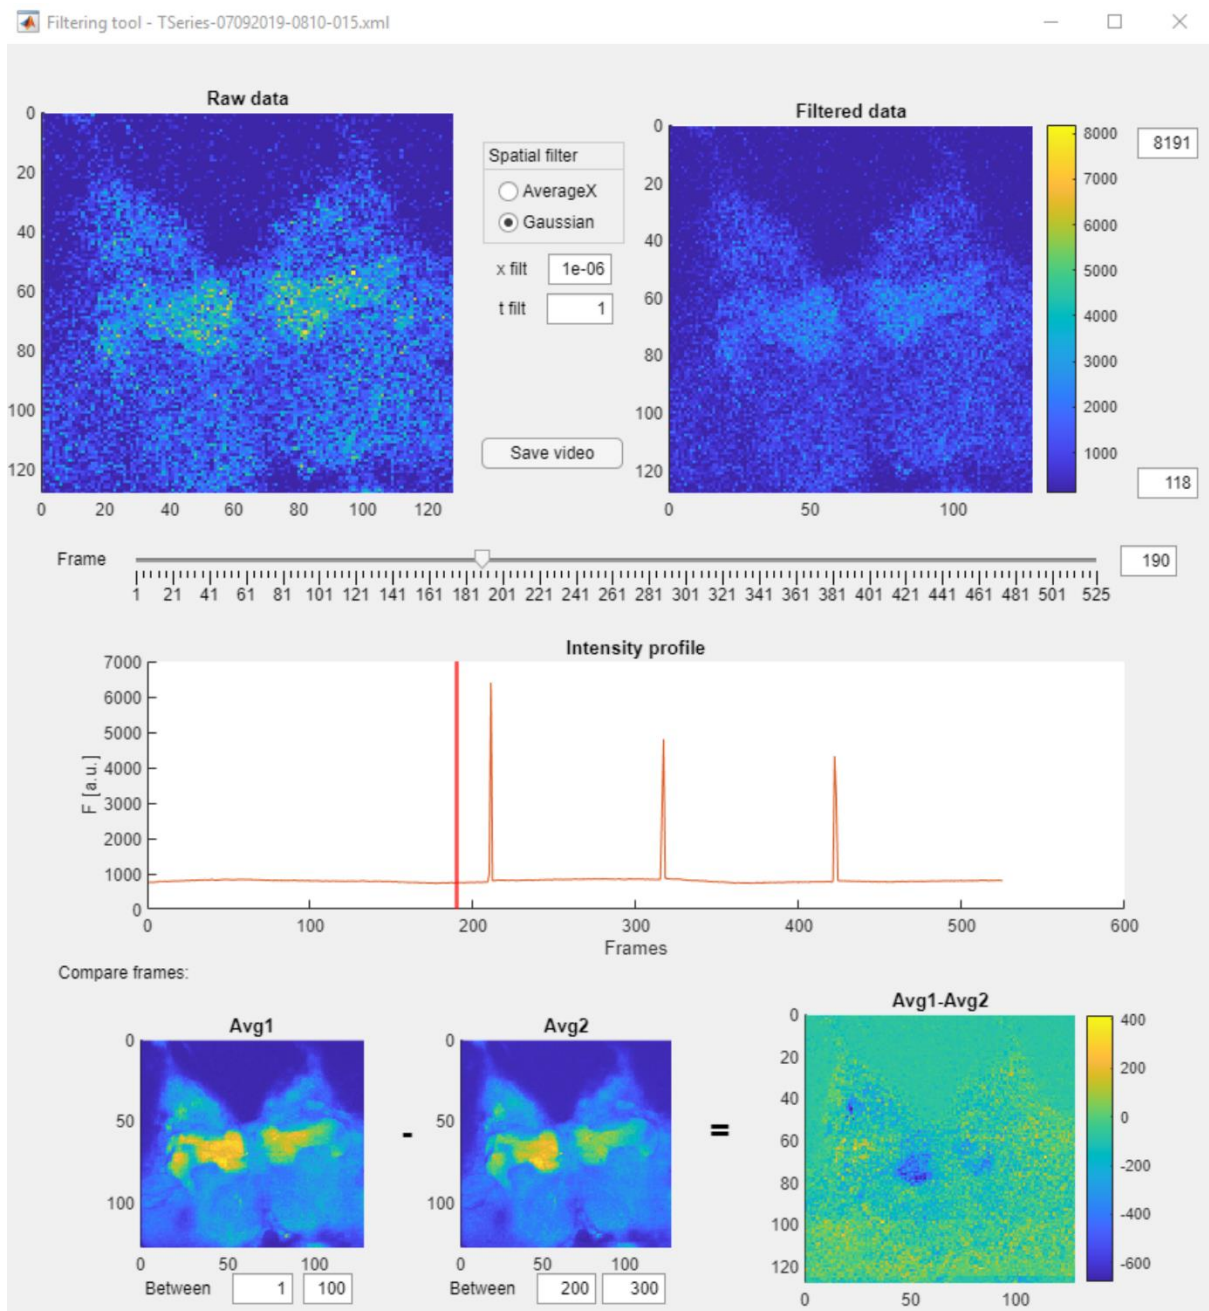 Filtering tool - TSeries-07092019-0810-015.xml
Raw data
0
20
40
60
80
100
120
0 20 40 60 80 100 120
Spatial filter
AverageX
Gaussian
x filt 1e-06
t filt 1
Save video
Filtered data
0
20
40
60
80
100
120
0 50 100
8000
7000
6000
5000
4000
3000
2000
1000
8191
118
Frame
190
1 21 41 61 81 101 121 141 161 181 201 221 241 261 281 301 321 341 361 381 401 421 441 461 481 501 525
Intensity profile
7000
6000
5000
4000
3000
2000
1000
0
F [a.u.]
0 100 200 300 400 500 600
Frames
Compare frames:
Avg1
0
50
100
0 50 100
Between 1 100
-
Avg2
0
50
100
0 50 100
Between 200 300
=
Avg1-Avg2
0
20
40
60
80
100
120
0 50 100
400
200
0
-200
-400
-600